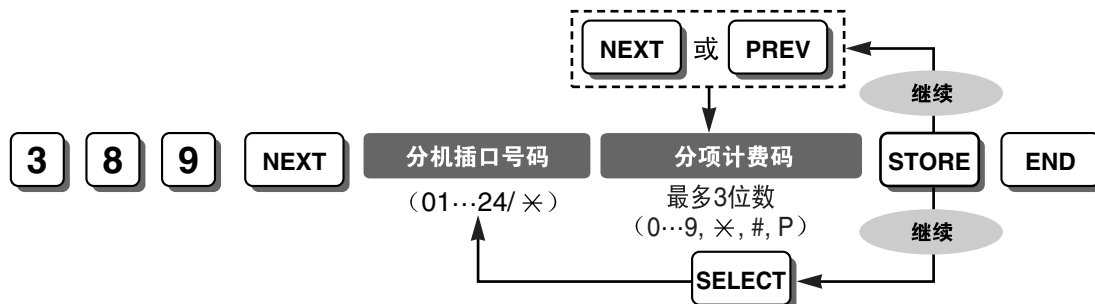 NEXT 或 PREV
继续
3 8 9 NEXT 分机插口号码 分项计费码 STORE END
(01…24/✳) 最多3位数
(0…9, ✳, #, P)
继续
SELECT